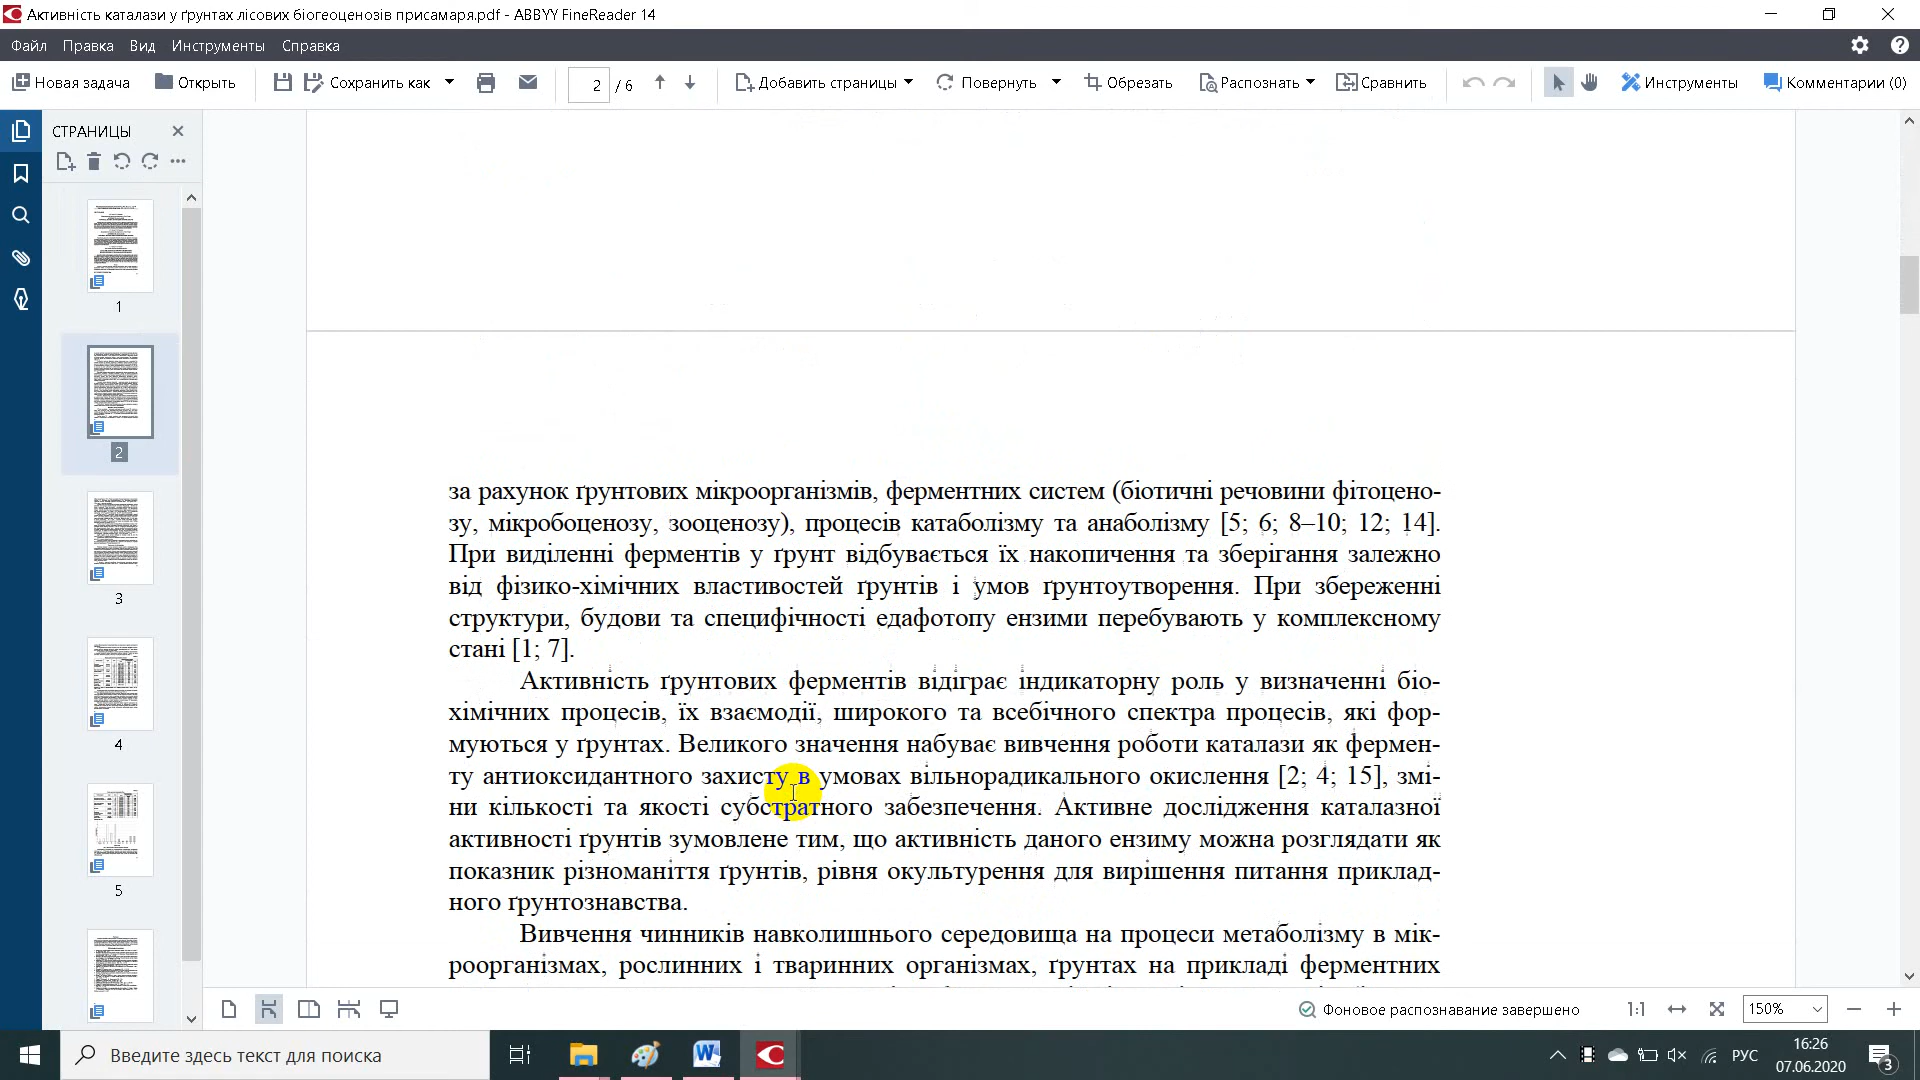 Активність каталази у ґрунтах лісових біогеоценозів присамаря.pdf - ABBYY FineReader 14
Файл Правка Вид Инструменты Справка
Новая задача Открыть Сохранить как 2 / 6 Добавить страницы Повернуть Обрезать Распознать Сравнить Инструменты Комментарии (0)
СТРАНИЦЫ
1
2
3
4
5
за рахунок ґрунтових мікроорганізмів, ферментних систем (біотичні речовини фітоцено-
зу, мікробоценозу, зооценозу), процесів катаболізму та анаболізму [5; 6; 8–10; 12; 14].
При виділенні ферментів у ґрунт відбувається їх накопичення та зберігання залежно
від фізико-хімічних властивостей ґрунтів і умов ґрунтоутворення. При збереженні
структури, будови та специфічності едафотопу ензими перебувають у комплексному
стані [1; 7].
Активність ґрунтових ферментів відіграє індикаторну роль у визначенні біо-
хімічних процесів, їх взаємодії, широкого та всебічного спектра процесів, які фор-
муються у ґрунтах. Великого значення набуває вивчення роботи каталази як фермен-
ту антиоксидантного захисту в умовах вільнорадикального окислення [2; 4; 15], змі-
ни кількості та якості субстратного забезпечення. Активне дослідження каталазної
активності ґрунтів зумовлене тим, що активність даного ензиму можна розглядати як
показник різноманіття ґрунтів, рівня окультурення для вирішення питання приклад-
ного ґрунтознавства.
Вивчення чинників навколишнього середовища на процеси метаболізму в мік-
роорганізмах, рослинних і тваринних організмах, ґрунтах на прикладі ферментних
Фоновое распознавание завершено 1:1 150%
Введите здесь текст для поиска
РУС
16:26
07.06.2020
3